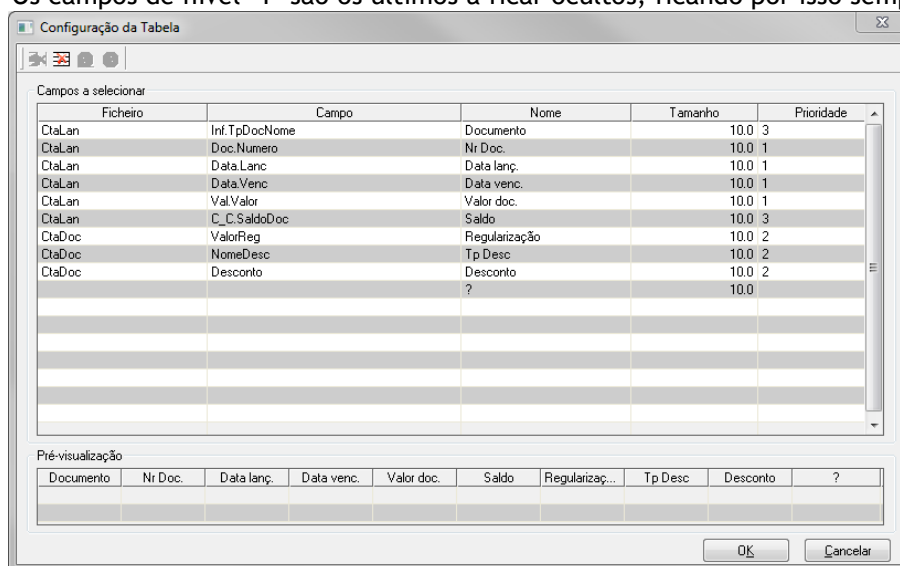 Os campos de nível "1" são os últimos a ficar ocultos, ficando por isso
Configuração da Tabela
Campos a selecionar
Ficheiro Campo Nome Tamanho Prioridade
CtaLan Inf.TpDocNome Documento 10.0 3
CtaLan Doc.Numero Nr Doc. 10.0 1
CtaLan Data.Lanc Data lanç. 10.0 1
CtaLan Data.Venc Data venc. 10.0 1
CtaLan Val.Valor Valor doc. 10.0 1
CtaLan C_C.SaldoDoc Saldo 10.0 3
CtaDoc ValorReg Regularização 10.0 2
CtaDoc NomeDesc Tp Desc 10.0 2
CtaDoc Desconto Desconto 10.0 2
? 10.0
Pré-visualização
Documento Nr Doc. Data lanç. Data venc. Valor doc. Saldo Regularizaç... Tp Desc Desconto ?
OK Cancelar